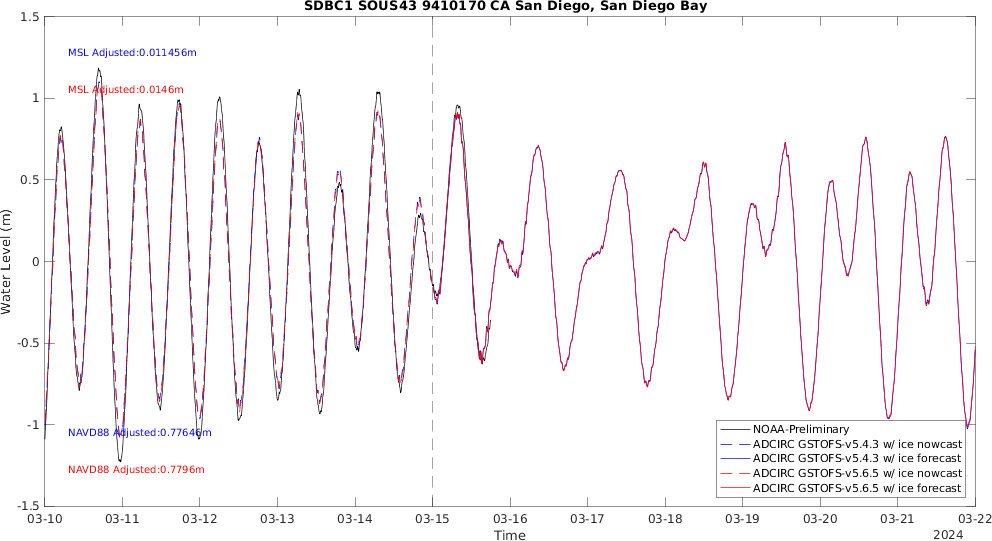 SDBC1 SOUS43 9410170 CA San Diego, San Diego Bay
1.5
MSL Adjusted:0.011456m
MSL Adjusted:0.0146m
1
0.5
Water Level (m)
0
-0.5
-1
NAVD88 Adjusted:0.77646m
NAVD88 Adjusted:0.7796m
-1.5
NOAA-Preliminary
ADCIRC GSTOFS-v5.4.3 w/ ice nowcast
ADCIRC GSTOFS-v5.4.3 w/ ice forecast
ADCIRC GSTOFS-v5.6.5 w/ ice nowcast
ADCIRC GSTOFS-v5.6.5 w/ ice forecast
03-10 03-11 03-12 03-13 03-14 03-15 03-16 03-17 03-18 03-19 03-20 03-21 03-22
Time
2024